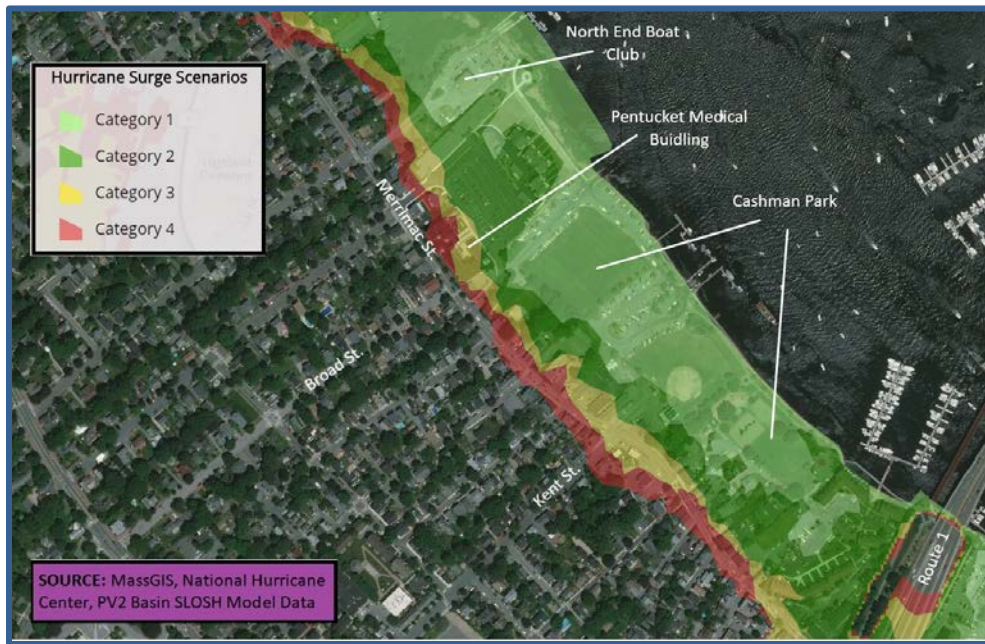 North End Boat
Club
Hurricane Surge Scenarios
Category 1
Category 2
Category 3
Category 4
Pentucket Medical
Buidling
Cashman Park
Merrimac St.
Broad St.
Kent St.
Route 1
SOURCE: MassGIS, National Hurricane
Center, PV2 Basin SLOSH Model Data